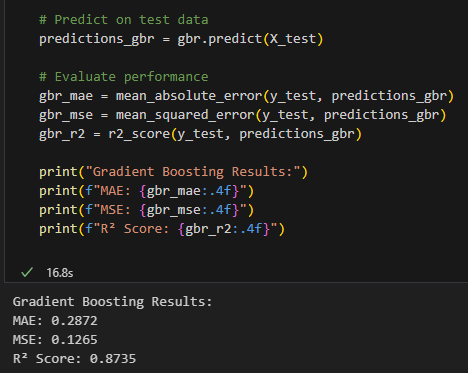 # Predict on test data
predictions_gbr = gbr.predict(X_test)
# Evaluate performance
gbr_mae = mean_absolute_error(y_test, predictions_gbr)
gbr_mse = mean_squared_error(y_test, predictions_gbr)
gbr_r2 = r2_score(y_test, predictions_gbr)
print("Gradient Boosting Results:")
print(f"MAE: {gbr_mae:.4f}")
print(f"MSE: {gbr_mse:.4f}")
print(f"R² Score: {gbr_r2:.4f}")
16.8s
Gradient Boosting Results:
MAE: 0.2872
MSE: 0.1265
R² Score: 0.8735